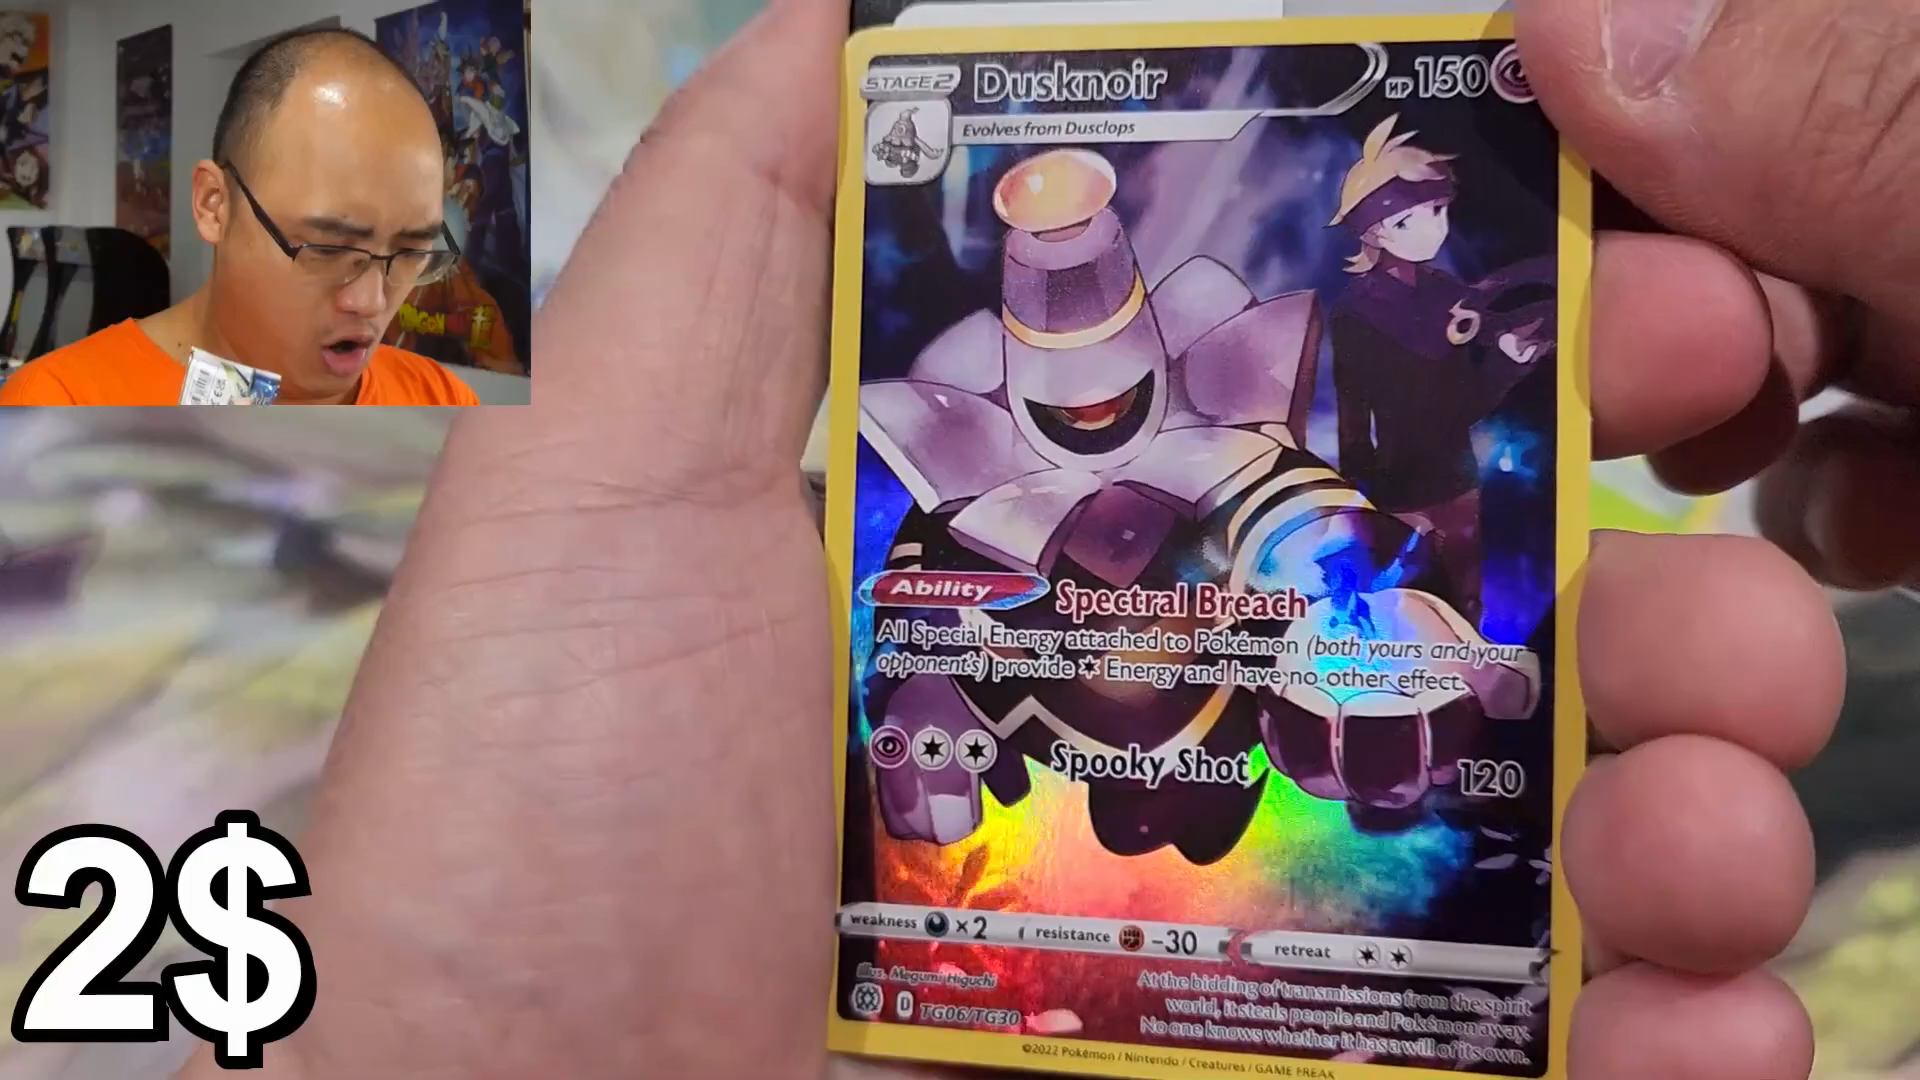 STAGE 2 Dusknoir HP 150
Evolves from Dusclops
Ability Spectral Breach
All Special Energy attached to Pokémon (both yours and your
opponent's) provide Energy and have no other effect.
Spooky Shot 120
weakness ×2 resistance -30 retreat
illus. Megumi Higuchi
D TG06/TG30
At the bidding of transmissions from the spirit
world, it steals people and Pokémon away.
No one knows whether it has a will of its own.
©2022 Pokémon / Nintendo / Creatures / GAME FREAK
2$
DRAGON